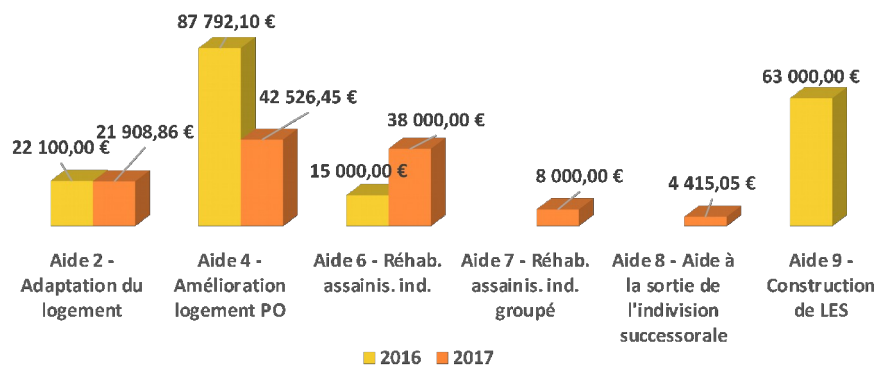 87 792,10 €
63 000,00 €
42 526,45 €
38 000,00 €
22 100,00 €
21 908,86 €
15 000,00 €
8 000,00 €
4 415,05 €
Aide 2 -
Adaptation du
logement
Aide 4 -
Amélioration
logement PO
Aide 6 - Réhab.
assainis. ind.
Aide 7 - Réhab.
assainis. ind.
groupé
Aide 8 - Aide à
la sortie de
l'indivision
successorale
Aide 9 -
Construction
de LES
2016
2017